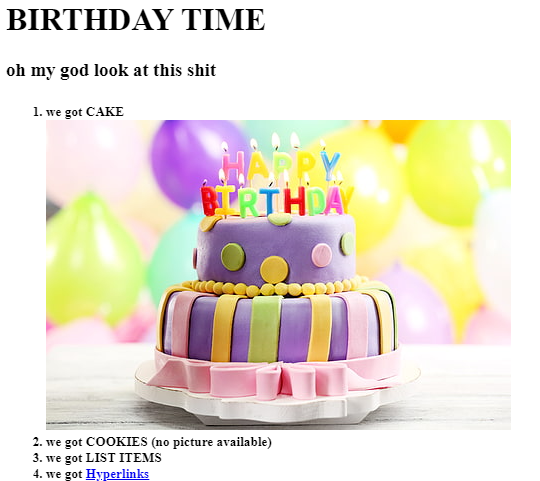 BIRTHDAY TIME
oh my god look at this shit
1. we got CAKE
HAPPY
BIRTHDAY
2. we got COOKIES (no picture available)
3. we got LIST ITEMS
4. we got Hyperlinks